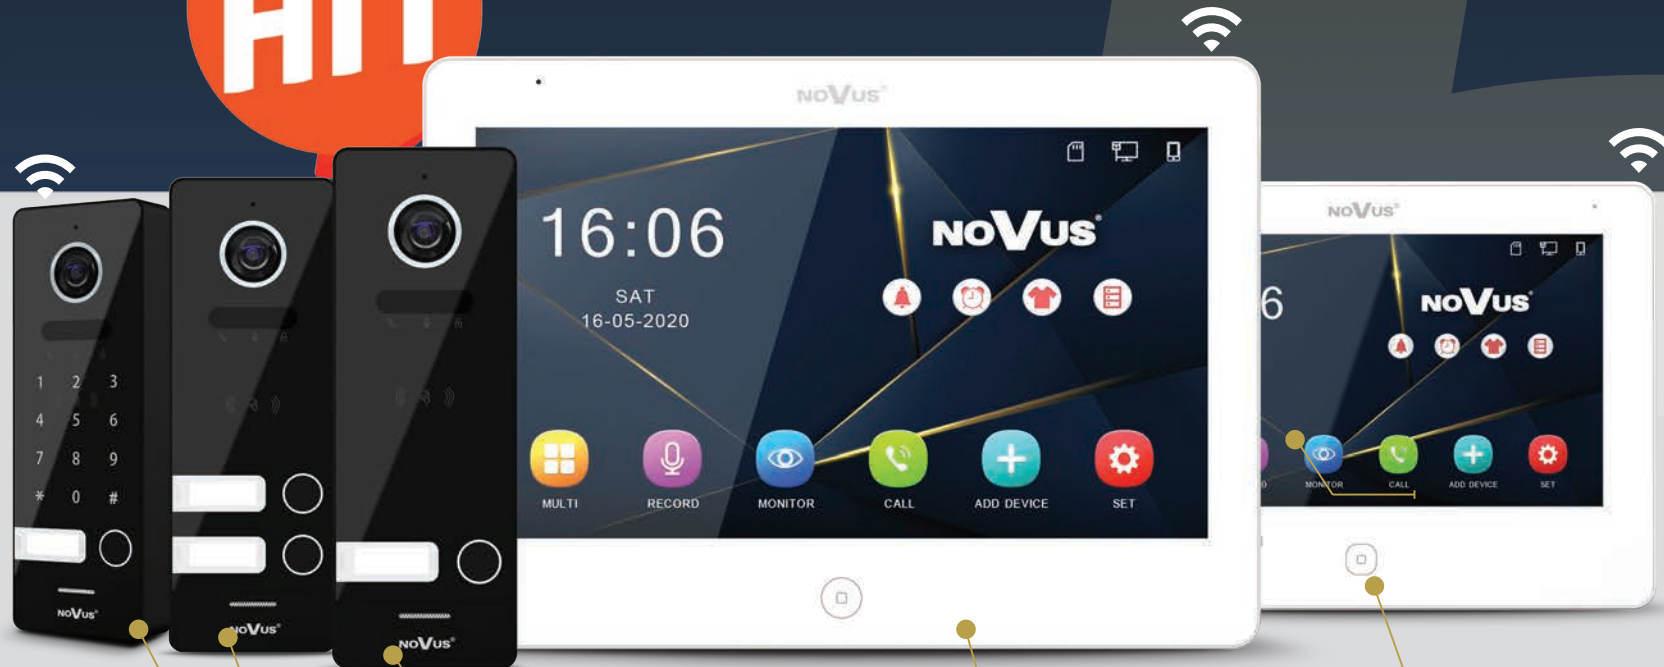 HIT
NOVUS®
16:06
NOVUS®
SAT
16-05-2020
MULTI
RECORD
MONITOR
CALL
ADD DEVICE
SET
NOVUS®
6
NOVUS®
MONITOR
CALL
ADD DEVICE
SET
1 2 3
4 5 6
7 8 9
* 0 #
NOVUS®
NOVUS®
NOVUS®